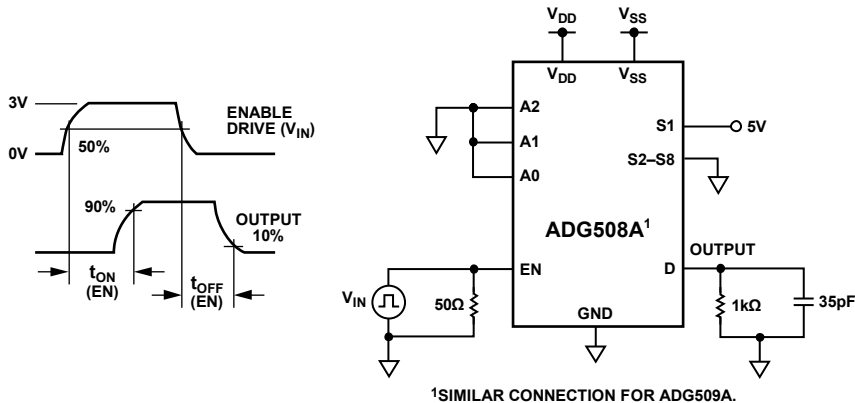 3V
0V
50%
ENABLE
DRIVE (VIN)
90%
OUTPUT
10%
tON
(EN)
tOFF
(EN)
VDD
VSS
VDD
VSS
A2
A1
A0
S1
5V
S2–S8
ADG508A1
OUTPUT
EN
D
VIN
50Ω
GND
1kΩ
35pF
1SIMILAR CONNECTION FOR ADG509A.